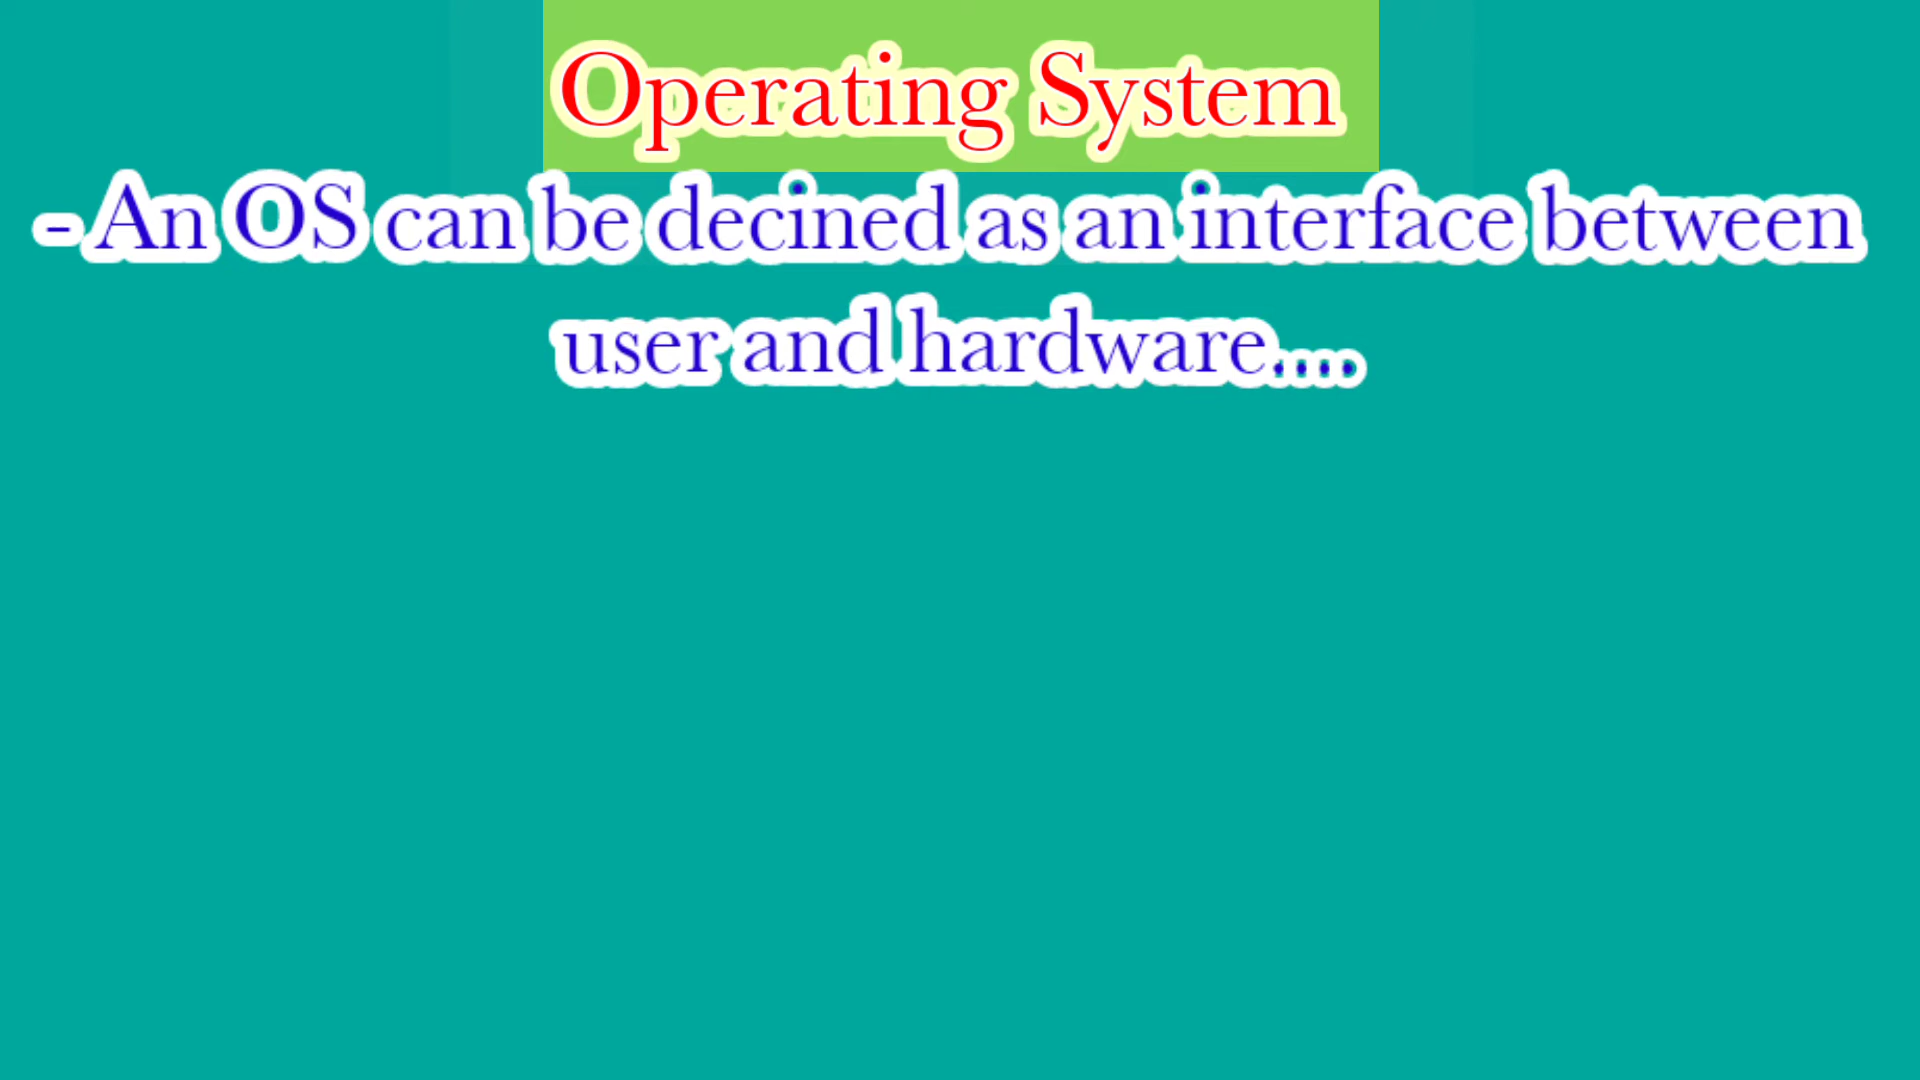 Operating System
- An OS can be decined as an interface between
user and hardware....